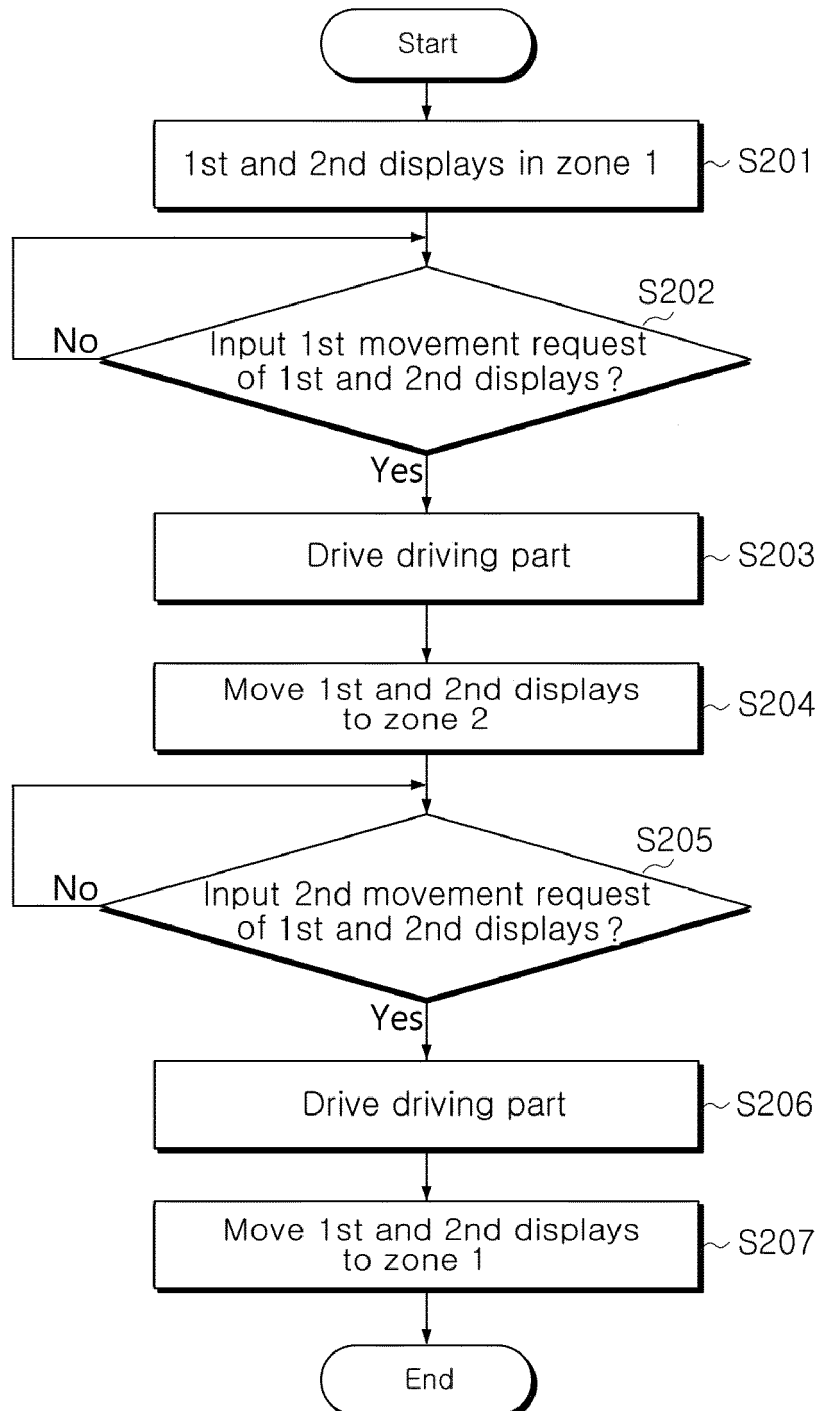 Start
1st and 2nd displays in zone 1
S201
S202
No
Input 1st movement request
of 1st and 2nd displays?
Yes
Drive driving part
S203
Move 1st and 2nd displays
to zone 2
S204
S205
No
Input 2nd movement request
of 1st and 2nd displays?
Yes
Drive driving part
S206
Move 1st and 2nd displays
to zone 1
S207
End